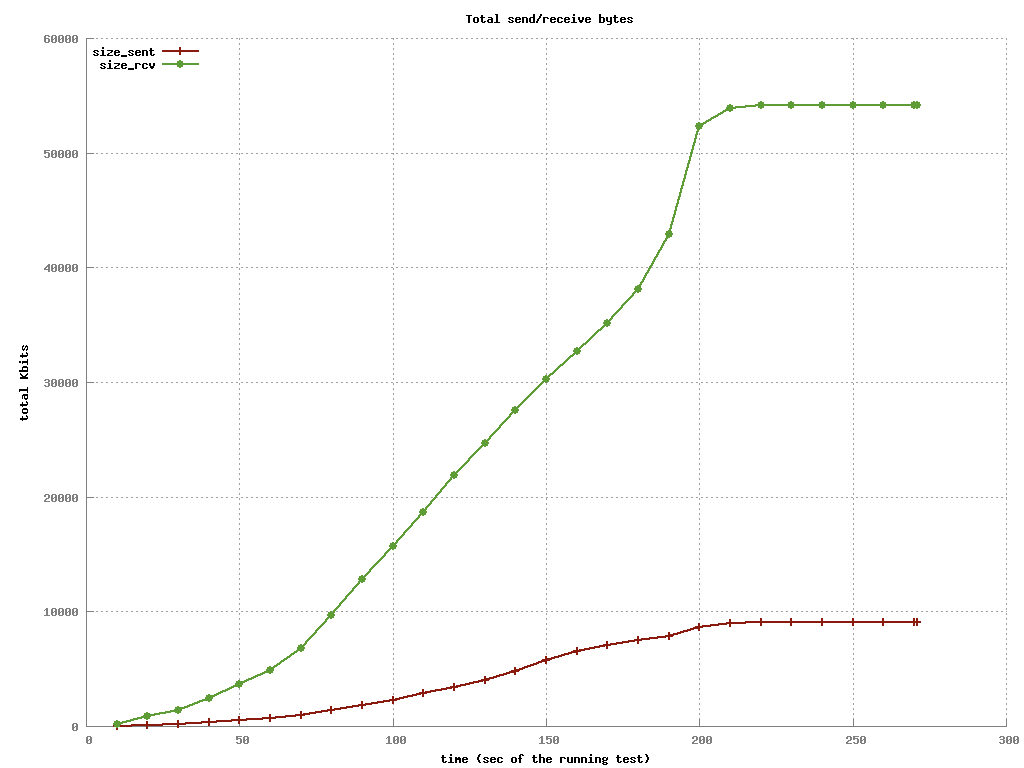 Total send/receive bytes
60000
size_sent
size_rcv
50000
40000
30000
total Kbits
20000
10000
0
0 50 100 150 200 250 300
time (sec of the running test)